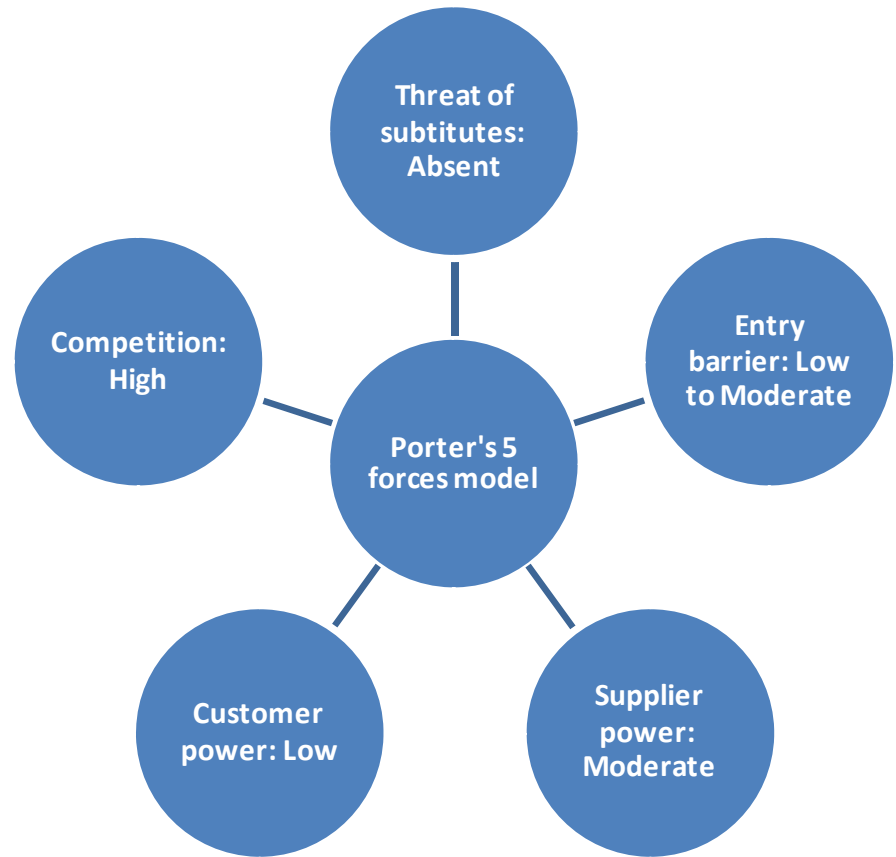 Threat of
subtitutes:
Absent
Competition:
High
Entry
barrier: Low
to Moderate
Porter's 5
forces model
Customer
power: Low
Supplier
power:
Moderate